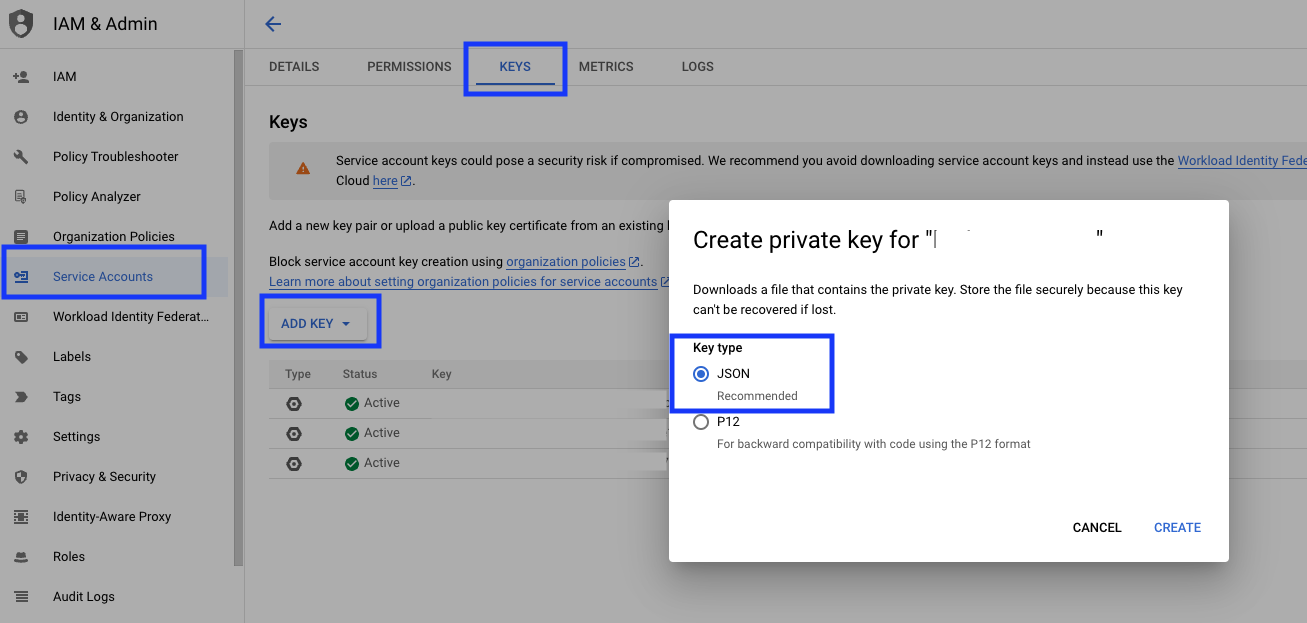 IAM & Admin
IAM
Identity & Organization
Policy Troubleshooter
Policy Analyzer
Organization Policies
Service Accounts
Workload Identity Federat...
Labels
Tags
Settings
Privacy & Security
Identity-Aware Proxy
Roles
Audit Logs
DETAILS PERMISSIONS KEYS METRICS LOGS
Keys
Service account keys could pose a security risk if compromised. We recommend you avoid downloading service account keys and instead use the Workload Identity Fede
Cloud here.
Add a new key pair or upload a public key certificate from an existing
Block service account key creation using organization policies.
Learn more about setting organization policies for service accounts
ADD KEY
Type Status Key
Active
Active
Active
Create private key for " "
Downloads a file that contains the private key. Store the file securely because this key
can't be recovered if lost.
Key type
JSON
Recommended
P12
For backward compatibility with code using the P12 format
CANCEL CREATE